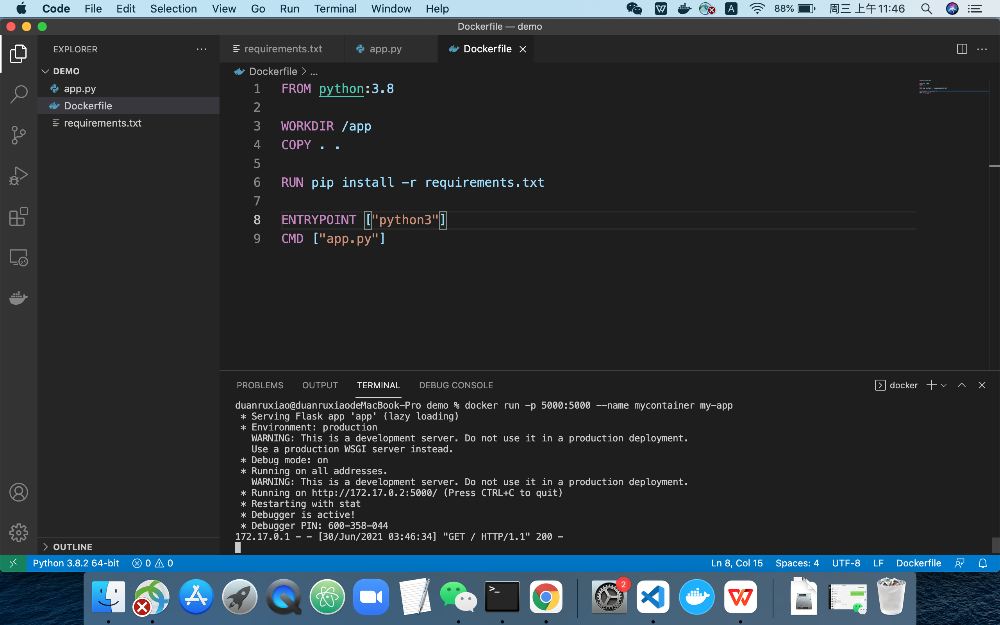 Code File Edit Selection View Go Run Terminal Window Help 88% 周三 上午11:46
Dockerfile — demo
EXPLORER
DEMO
app.py
Dockerfile
requirements.txt
OUTLINE
requirements.txt app.py Dockerfile
Dockerfile > ...
1 FROM python:3.8
2
3 WORKDIR /app
4 COPY . .
5
6 RUN pip install -r requirements.txt
7
8 ENTRYPOINT ["python3"]
9 CMD ["app.py"]
PROBLEMS OUTPUT TERMINAL DEBUG CONSOLE docker
duanruxiao@duanruxiaodeMacBook-Pro demo % docker run -p 5000:5000 --name mycontainer my-app
* Serving Flask app 'app' (lazy loading)
* Environment: production
WARNING: This is a development server. Do not use it in a production deployment.
Use a production WSGI server instead.
* Debug mode: on
* Running on all addresses.
WARNING: This is a development server. Do not use it in a production deployment.
* Running on http://172.17.0.2:5000/ (Press CTRL+C to quit)
* Restarting with stat
* Debugger is active!
* Debugger PIN: 600-358-044
172.17.0.1 - - [30/Jun/2021 03:46:34] "GET / HTTP/1.1" 200 -
Python 3.8.2 64-bit 0 0 Ln 8, Col 15 Spaces: 4 UTF-8 LF Dockerfile
2